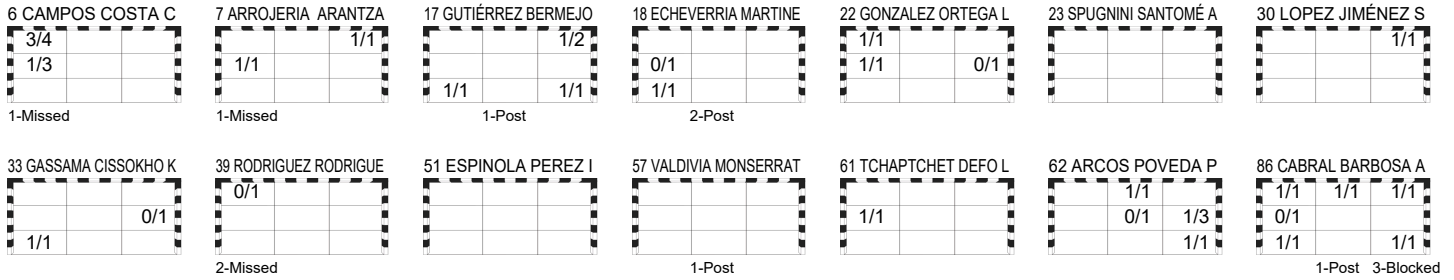 6 CAMPOS COSTA C 7 ARROJERIA ARANTZA 17 GUTIÉRREZ BERMEJO 18 ECHEVERRIA MARTINE 22 GONZALEZ ORTEGA L 23 SPUGNINI SANTOMÉ A 30 LOPEZ JIMÉNEZ S
3/4 1/1 1/2 1/1 1/1
1/3 1/1 0/1 1/1 0/1
1/1 1/1 1/1
1-Missed 1-Missed 1-Post 2-Post
33 GASSAMA CISSOKHO K 39 RODRIGUEZ RODRIGUE 51 ESPINOLA PEREZ I 57 VALDIVIA MONSERRAT 61 TCHAPTCHET DEFO L 62 ARCOS POVEDA P 86 CABRAL BARBOSA A
0/1 1/1 1/1 1/1 1/1
0/1 1/1 0/1 1/3 0/1
1/1 1/1 1/1 1/1
2-Missed 1-Post 1-Post 3-Blocked